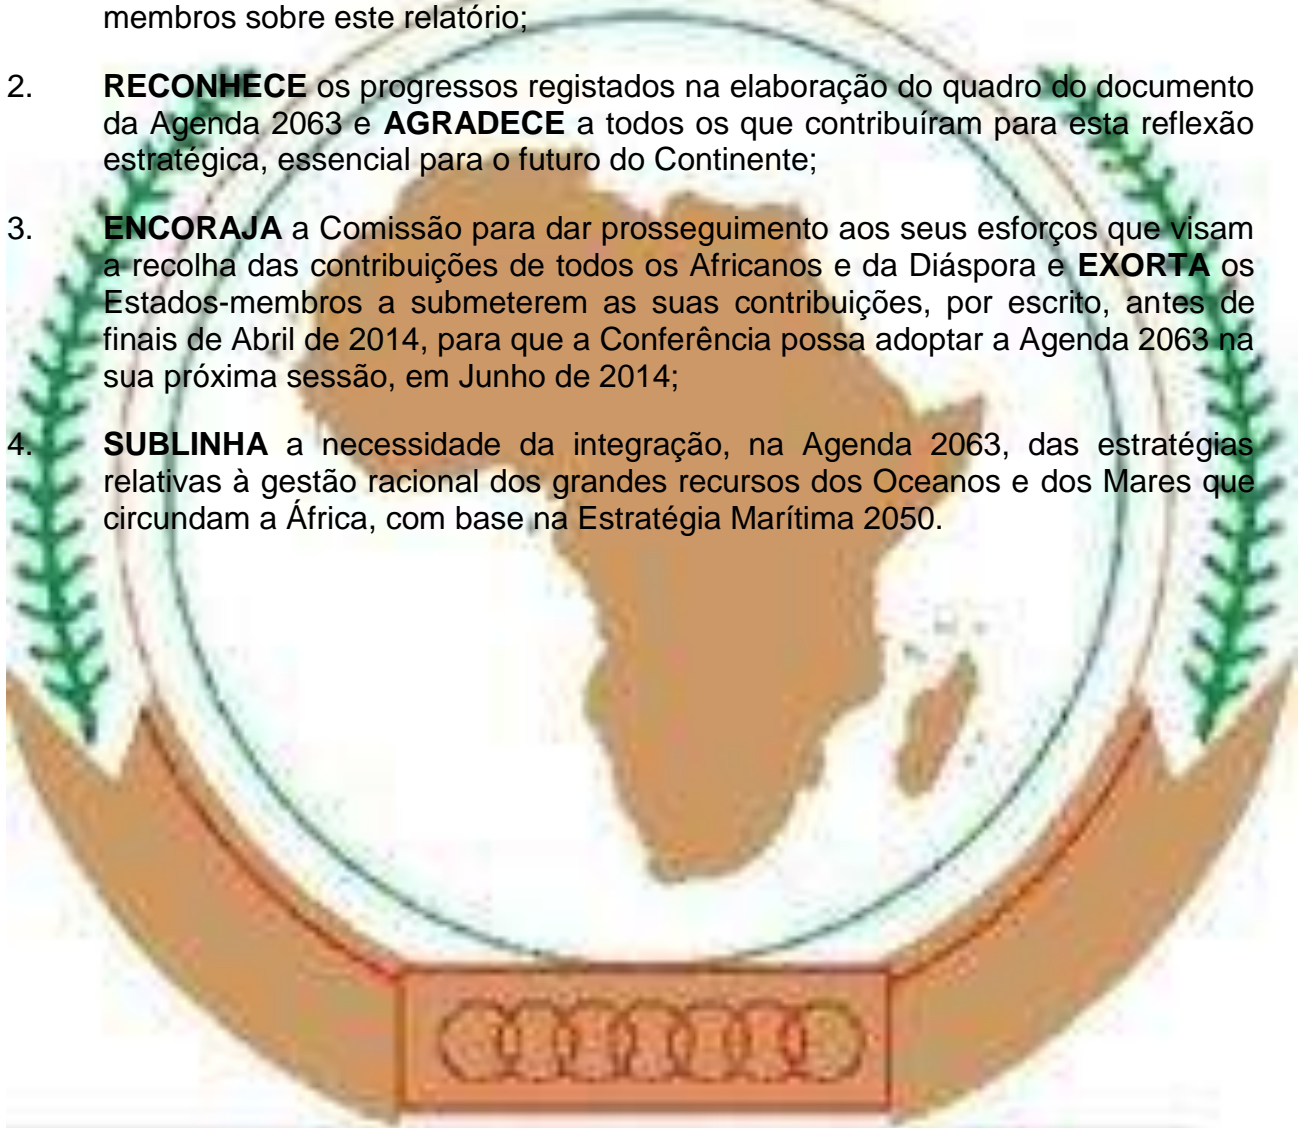 membros sobre este relatório;
2. RECONHECE os progressos registados na elaboração do quadro do documento
da Agenda 2063 e AGRADECE a todos os que contribuíram para esta reflexão
estratégica, essencial para o futuro do Continente;
3. ENCORAJA a Comissão para dar prosseguimento aos seus esforços que visam
a recolha das contribuições de todos os Africanos e da Diáspora e EXORTA os
Estados-membros a submeterem as suas contribuições, por escrito, antes de
finais de Abril de 2014, para que a Conferência possa adoptar a Agenda 2063 na
sua próxima sessão, em Junho de 2014;
4. SUBLINHA a necessidade da integração, na Agenda 2063, das estratégias
relativas à gestão racional dos grandes recursos dos Oceanos e dos Mares que
circundam a África, com base na Estratégia Marítima 2050.